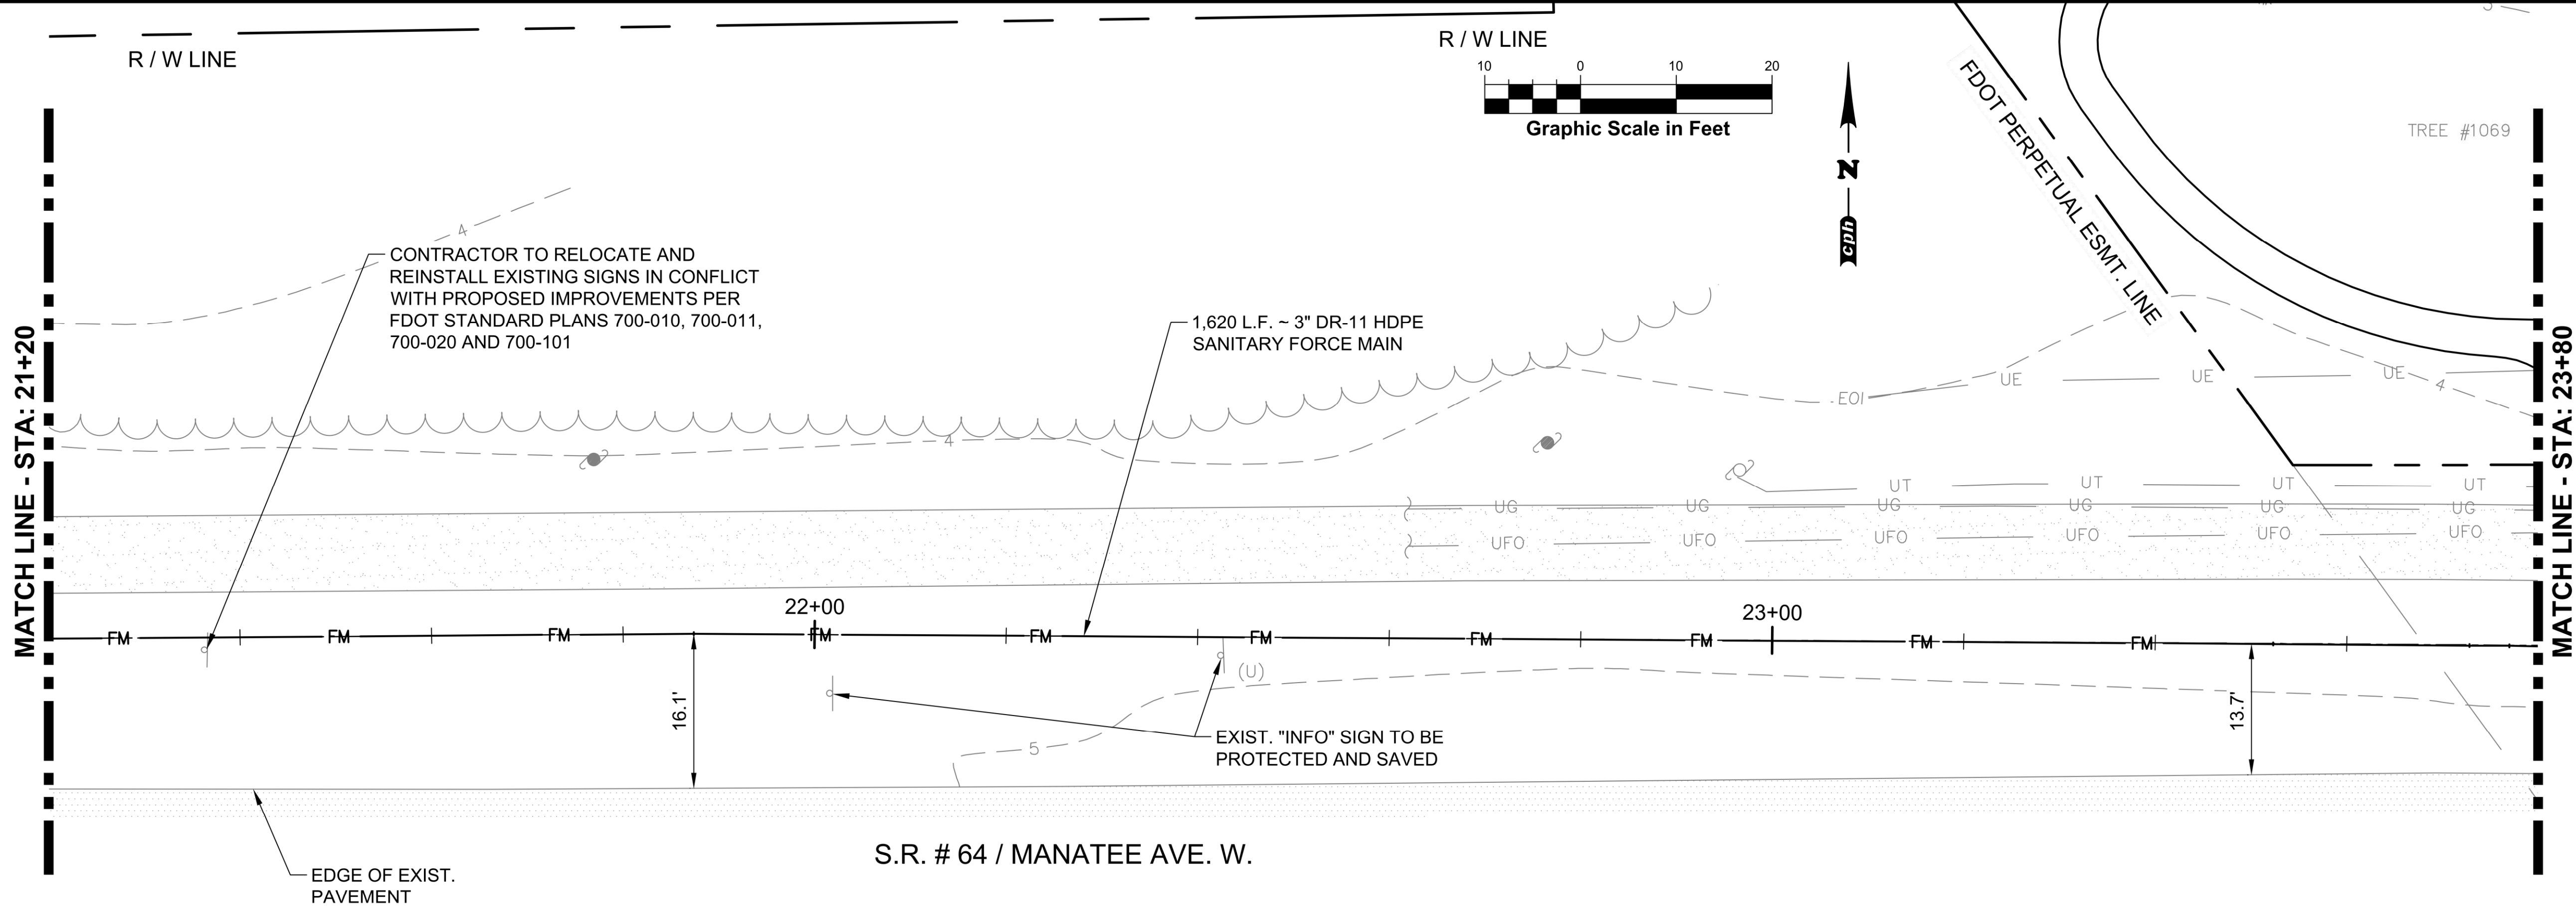 R / W LINE
R / W LINE
10 0 10 20
Graphic Scale in Feet
N
cph
FDOT PERPETUAL ESMT. LINE
TREE #1069
MATCH LINE - STA: 21+20
4
CONTRACTOR TO RELOCATE AND
REINSTALL EXISTING SIGNS IN CONFLICT
WITH PROPOSED IMPROVEMENTS PER
FDOT STANDARD PLANS 700-010, 700-011,
700-020 AND 700-101
1,620 L.F. ~ 3" DR-11 HDPE
SANITARY FORCE MAIN
MATCH LINE - STA: 23+80
EOI
UE UE UE
4
4
UT UT UT UT
UG UG UG UG UG UG
UFO UFO UFO UFO UFO UFO
22+00
23+00
FM FM FM FM FM FM FM FM FM FM
(U)
16.1'
13.7'
5
EXIST. "INFO" SIGN TO BE
PROTECTED AND SAVED
S.R. # 64 / MANATEE AVE. W.
EDGE OF EXIST.
PAVEMENT